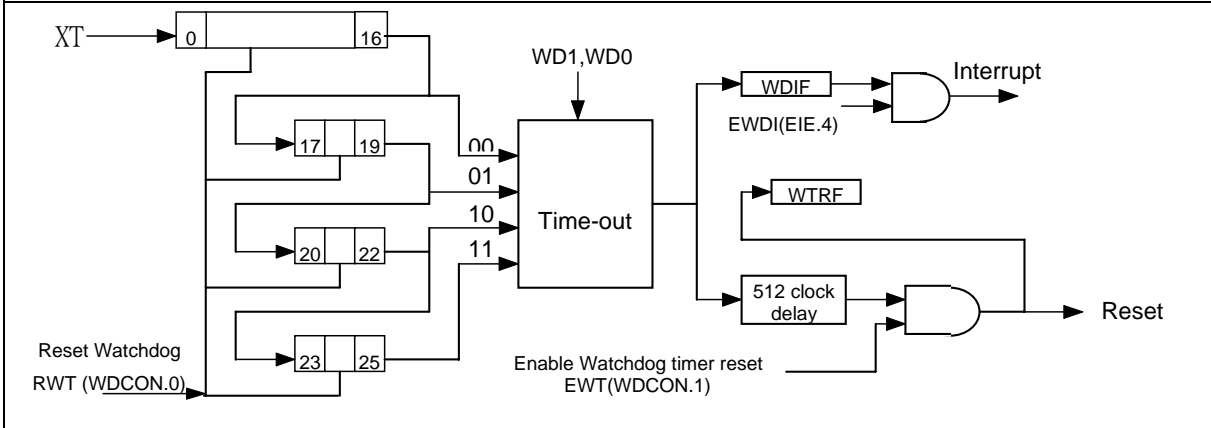 XT
0
16
WD1,WD0
WDIF
Interrupt
EWDI(EIE.4)
17
19
00
01
WTRF
10
Time-out
20
22
11
512 clock
delay
Reset
Reset Watchdog
23
25
Enable Watchdog timer reset
RWT (WDCON.0)
EWT(WDCON.1)